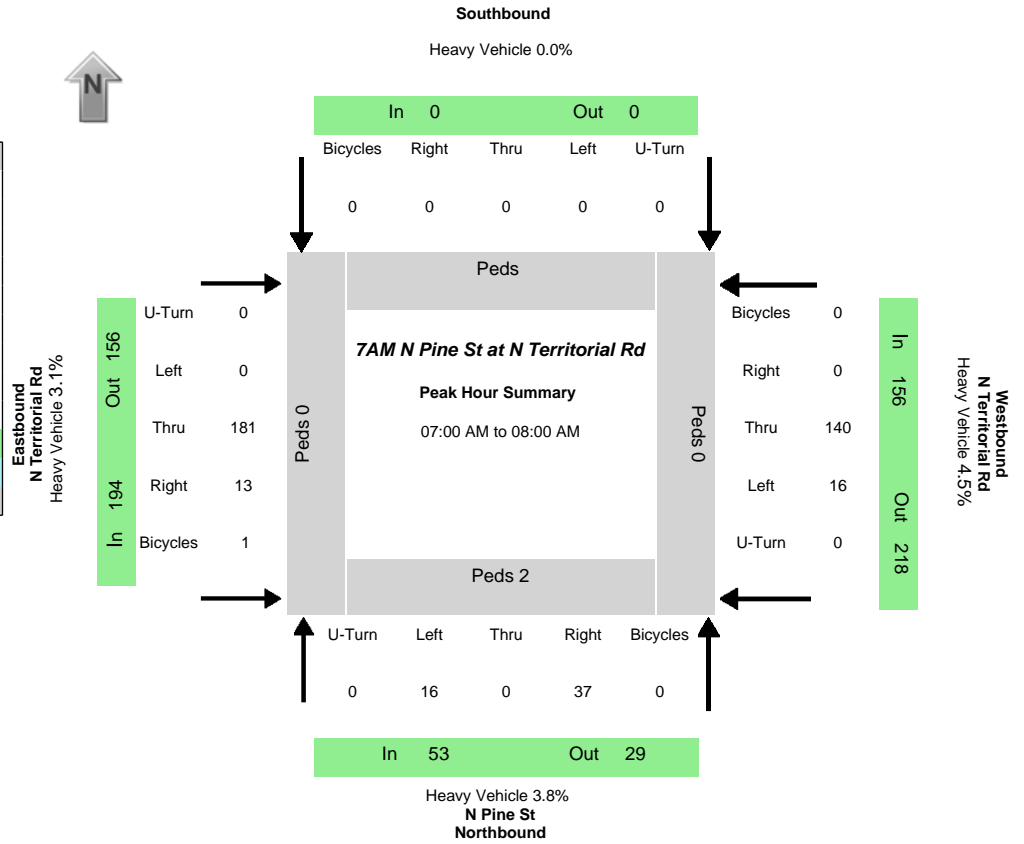 Southbound
Heavy Vehicle 0.0%
N
In 0 Out 0
Bicycles Right Thru Left U-Turn
0 0 0 0 0
Peds
Eastbound
N Territorial Rd
Heavy Vehicle 3.1%
In 194 Out 156
U-Turn 0
Left 0
Thru 181
Right 13
Bicycles 1
Peds 0
7AM N Pine St at N Territorial Rd
Peak Hour Summary
07:00 AM to 08:00 AM
Peds 0
Bicycles 0
Right 0
Thru 140
Left 16
U-Turn 0
In 156 Out 218
Westbound
N Territorial Rd
Heavy Vehicle 4.5%
Peds 2
U-Turn Left Thru Right Bicycles
0 16 0 37 0
In 53 Out 29
Heavy Vehicle 3.8%
N Pine St
Northbound